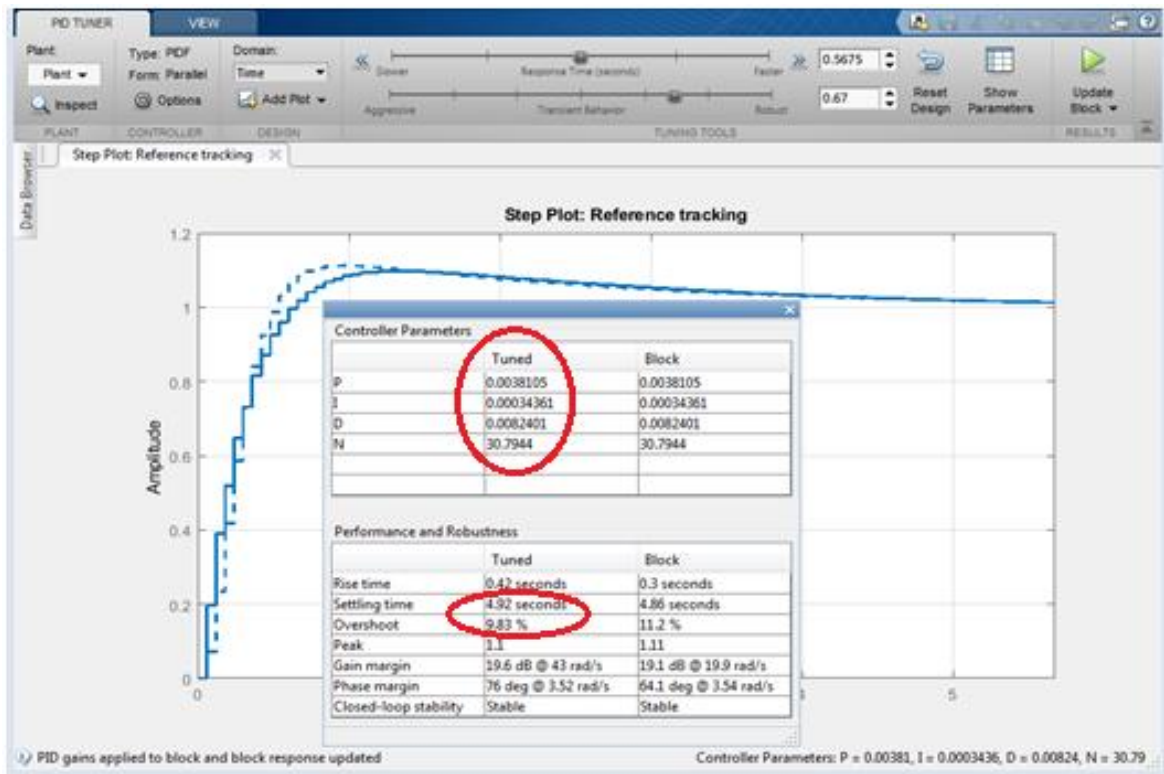 PID TUNER VIEW
Plant: Type: PIDF Domain:
Slower Response Time (seconds) Faster 0.5675
Plant Form: Parallel Time
Inspect Options Add Plot
Aggressive Transient Behavior Robust 0.67
Reset Design Show Parameters Update Block
PLANT CONTROLLER DESIGN TUNING TOOLS RESULTS
Data Browser
Step Plot: Reference tracking
Step Plot: Reference tracking
Amplitude
1.2
1
0.8
0.6
0.4
0.2
0
0 5
Controller Parameters
Tuned Block
P 0.0038105 0.0038105
I 0.00034361 0.00034361
D 0.0082401 0.0082401
N 30.7944 30.7944
Performance and Robustness
Tuned Block
Rise time 0.42 seconds 0.3 seconds
Settling time 4.92 seconds 4.86 seconds
Overshoot 9.83 % 11.2 %
Peak 1.1 1.11
Gain margin 19.6 dB @ 43 rad/s 19.1 dB @ 19.9 rad/s
Phase margin 76 deg @ 3.52 rad/s 64.1 deg @ 3.54 rad/s
Closed-loop stability Stable Stable
PID gains applied to block and block response updated
Controller Parameters: P = 0.00381, I = 0.0003436, D = 0.00824, N = 30.79